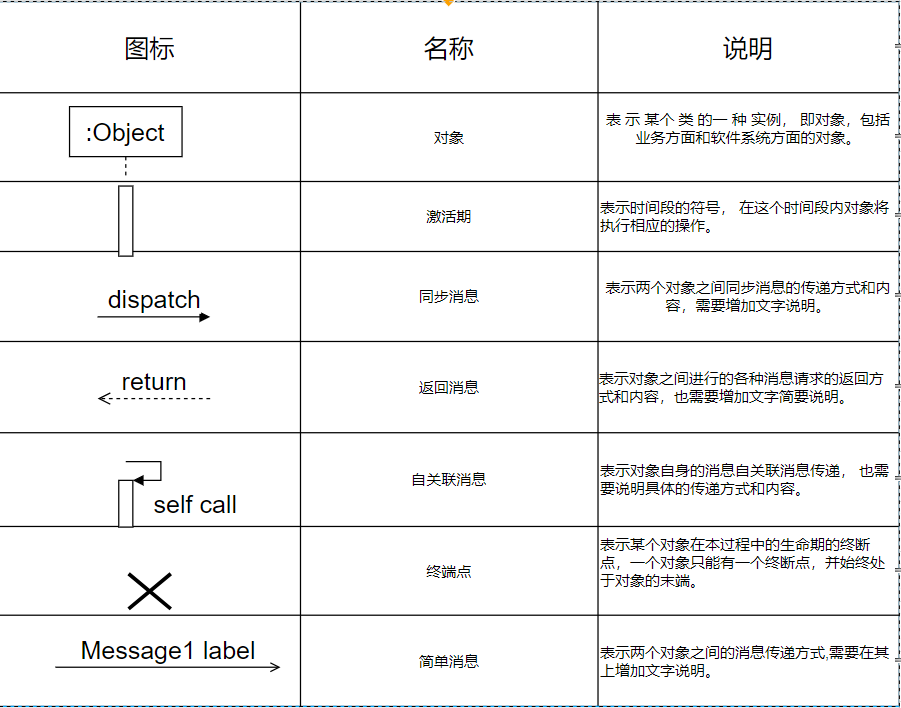 图标
名称
说明
:Object
对象
表 示 某个 类 的一 种 实例， 即对象，包括
业务方面和软件系统方面的对象。
激活期
表示时间段的符号， 在这个时间段内对象将
执行相应的操作。
dispatch
同步消息
表示两个对象之间同步消息的传递方式和内
容，需要增加文字说明。
return
返回消息
表示对象之间进行的各种消息请求的返回方
式和内容，也需要增加文字简要说明。
self call
自关联消息
表示对象自身的消息自关联消息传递， 也需
要说明具体的传递方式和内容。
终端点
表示某个对象在本过程中的生命期的终断
点，一个对象只能有一个终断点，并始终处
于对象的末端。
Message1 label
简单消息
表示两个对象之间的消息传递方式,需要在其
上增加文字说明。